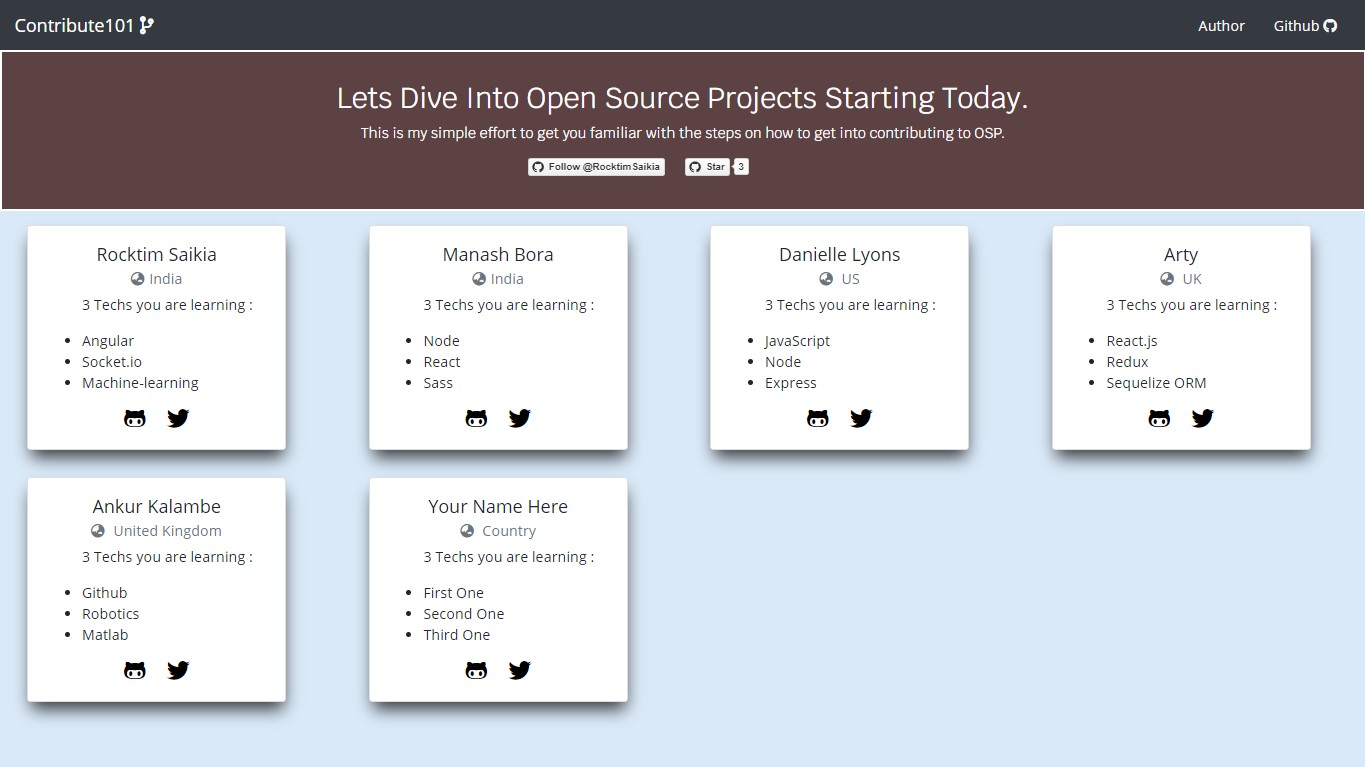 Contribute101
Author
Github
Lets Dive Into Open Source Projects Starting Today.
This is my simple effort to get you familiar with the steps on how to get into contributing to OSP.
Follow @RocktimSaikia
Star
3
Rocktim Saikia
India
3 Techs you are learning :
Angular
Socket.io
Machine-learning
Manash Bora
India
3 Techs you are learning :
Node
React
Sass
Danielle Lyons
US
3 Techs you are learning :
JavaScript
Node
Express
Arty
UK
3 Techs you are learning :
React.js
Redux
Sequelize ORM
Ankur Kalambe
United Kingdom
3 Techs you are learning :
Github
Robotics
Matlab
Your Name Here
Country
3 Techs you are learning :
First One
Second One
Third One